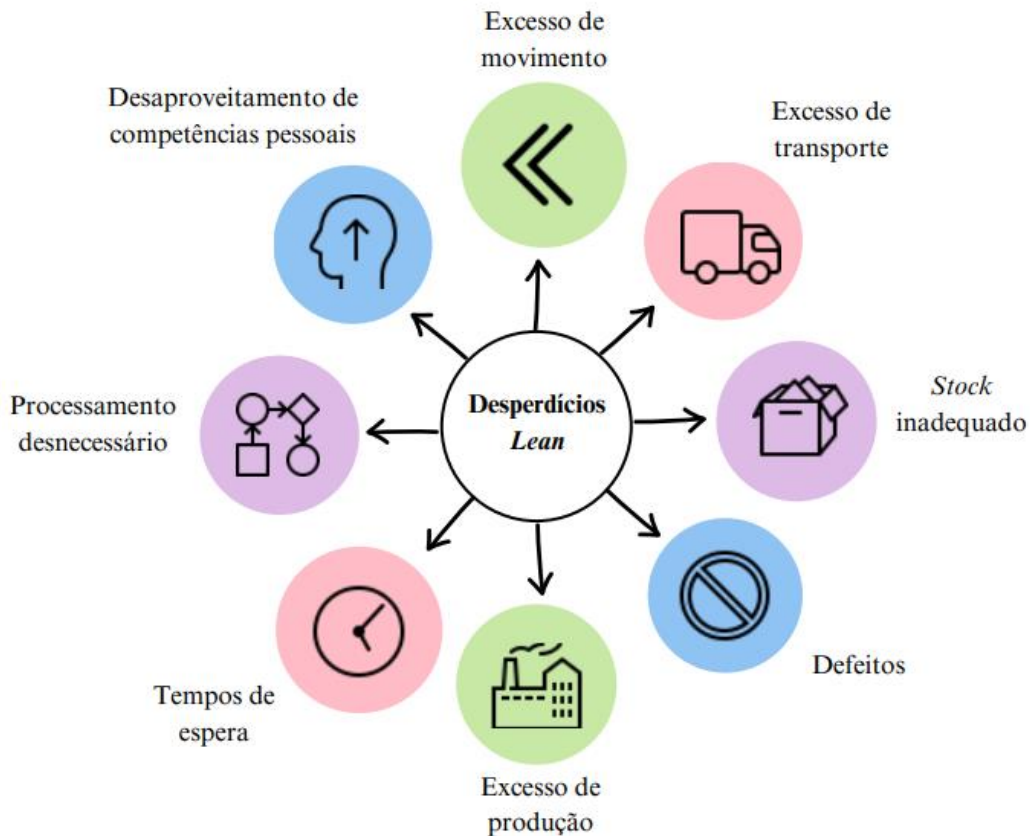 Excesso de
movimento
Desaproveitamento de
competências pessoais
Excesso de
transporte
Processamento
desnecessário
Desperdícios
Lean
Stock
inadequado
Tempos de
espera
Defeitos
Excesso de
produção